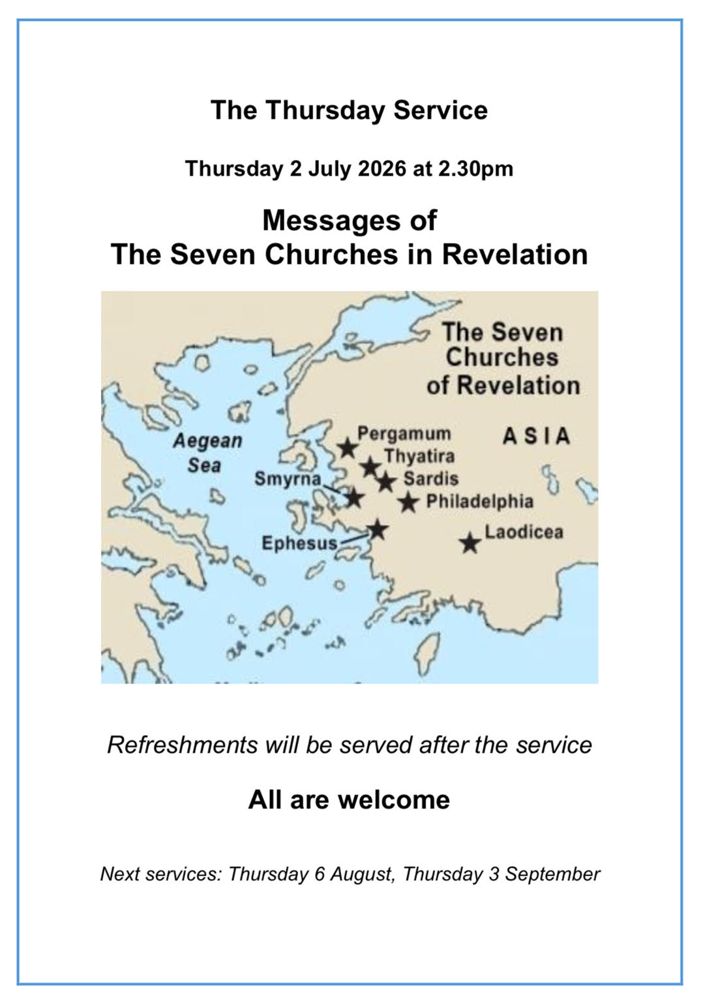 The Thursday Service
Thursday 2 July 2026 at 2.30pm
Messages of
The Seven Churches in Revelation
The Seven
Churches
of Revelation
ASIA
Aegean
Sea
Pergamum
Thyatira
Smyrna
Sardis
Philadelphia
Laodicea
Ephesus
Refreshments will be served after the service
All are welcome
Next services: Thursday 6 August, Thursday 3 September